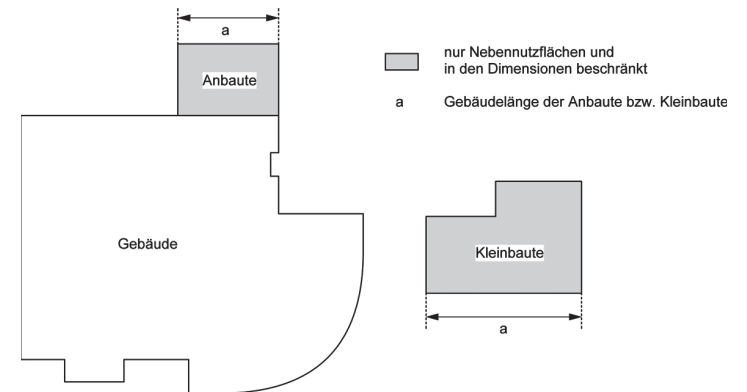 a
Anbaute
nur Nebennutzflächen und
in den Dimensionen beschränkt
a Gebäudelänge der Anbaute bzw. Kleinbaute
Gebäude
Kleinbaute
a